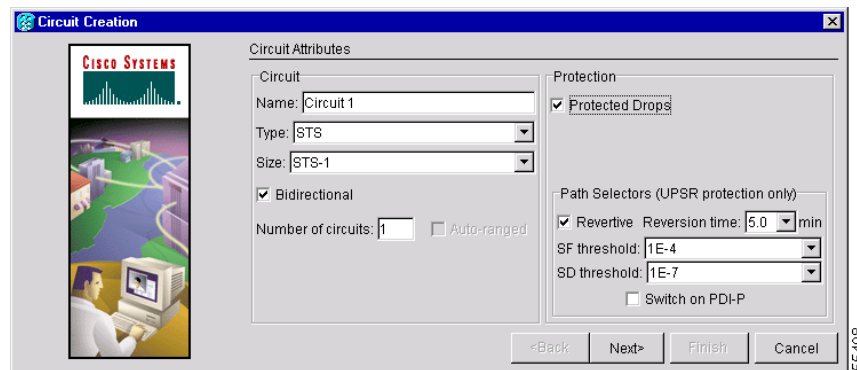 Circuit Creation
CISCO SYSTEMS
Circuit Attributes
Circuit
Name: Circuit 1
Type: STS
Size: STS-1
Bidirectional
Number of circuits: 1 Auto-ranged
Protection
Protected Drops
Path Selectors (UPSR protection only)
Revertive Reversion time: 5.0 min
SF threshold: 1E-4
SD threshold: 1E-7
Switch on PDI-P
<Back Next> Finish Cancel
55408